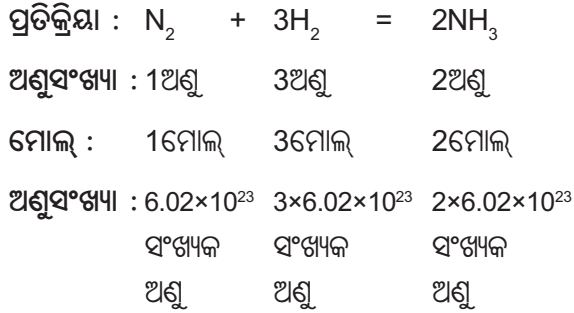 ପ୍ରତିକ୍ରିୟା : N₂ + 3H₂ = 2NH₃
ଅଣୁସଂଖ୍ୟା : 1ଅଣୁ 3ଅଣୁ 2ଅଣୁ
ମୋଲ୍ : 1ମୋଲ୍ 3ମୋଲ୍ 2ମୋଲ୍
ଅଣୁସଂଖ୍ୟା : 6.02×10²³ 3×6.02×10²³ 2×6.02×10²³
ସଂଖ୍ୟକ ସଂଖ୍ୟକ ସଂଖ୍ୟକ
ଅଣୁ ଅଣୁ ଅଣୁ